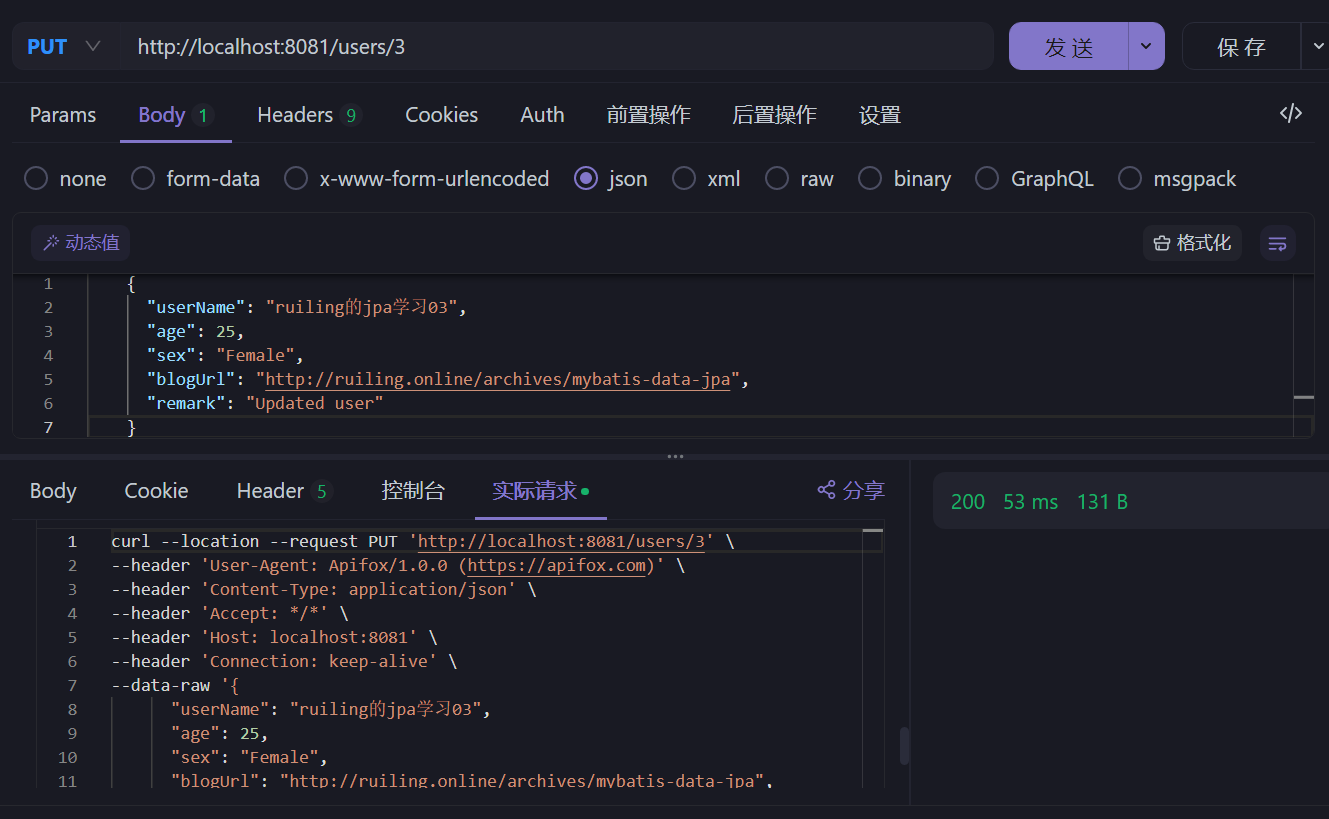 PUT http://localhost:8081/users/3 发 送 保 存
Params Body 1 Headers 9 Cookies Auth 前置操作 后置操作 设置 </>
none form-data x-www-form-urlencoded json xml raw binary GraphQL msgpack
动态值 格式化
1 {
2 "userName": "ruiling的jpa学习03",
3 "age": 25,
4 "sex": "Female",
5 "blogUrl": "http://ruiling.online/archives/mybatis-data-jpa",
6 "remark": "Updated user"
7 }
Body Cookie Header 5 控制台 实际请求 分享
200 53 ms 131 B
1 curl --location --request PUT 'http://localhost:8081/users/3' \
2 --header 'User-Agent: Apifox/1.0.0 (https://apifox.com)' \
3 --header 'Content-Type: application/json' \
4 --header 'Accept: */*' \
5 --header 'Host: localhost:8081' \
6 --header 'Connection: keep-alive' \
7 --data-raw '{
8 "userName": "ruiling的jpa学习03",
9 "age": 25,
10 "sex": "Female",
11 "blogUrl": "http://ruiling.online/archives/mybatis-data-jpa",